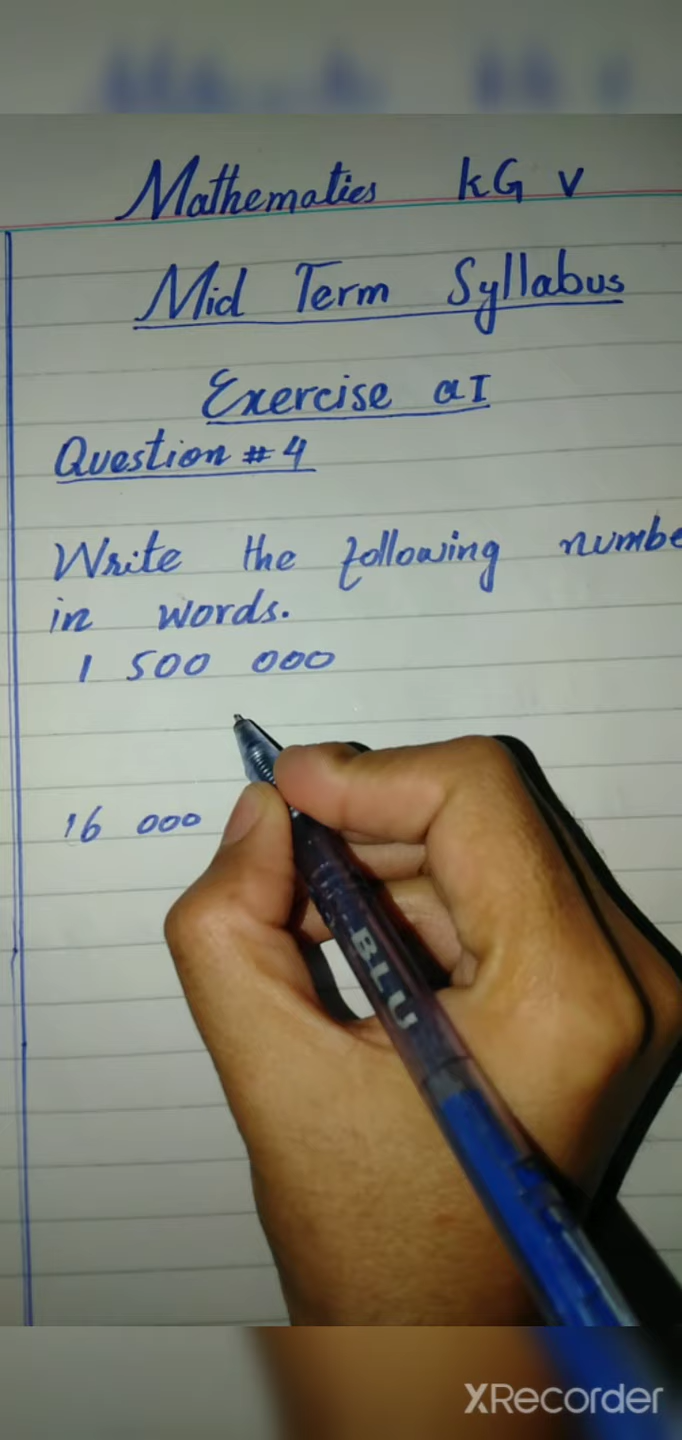 Mathematics KG V
Mid Term Syllabus
Exercise a I
Question # 4
Write the following numbe
in words.
1 500 000
16 000
BLU
XRecorder